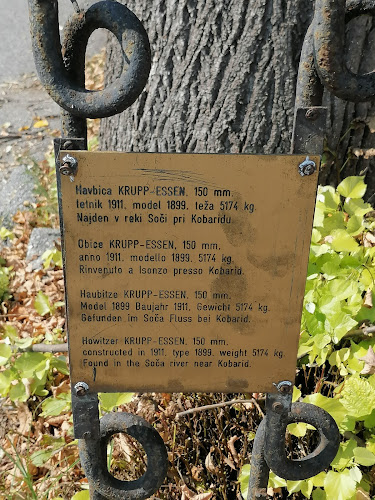 Havbica KRUPP-ESSEN, 150 mm.
letnik 1911, model 1899, teža 5174 kg.
Najden v reki Soči pri Kobaridu.
Obice KRUPP-ESSEN, 150 mm,
anno 1911, modello 1899, 5174 kg.
Rinvenuto a Isonzo presso Kobarid.
Haubitze KRUPP-ESSEN, 150 mm.
Model 1899 Baujahr 1911, Gewicht 5174 kg
Gefunden im Soča Fluss bei Kobarid.
Howitzer KRUPP-ESSEN, 150 mm,
constructed in 1911, type 1899, weight 5174 kg.
Found in the Soča river near Kobarid.